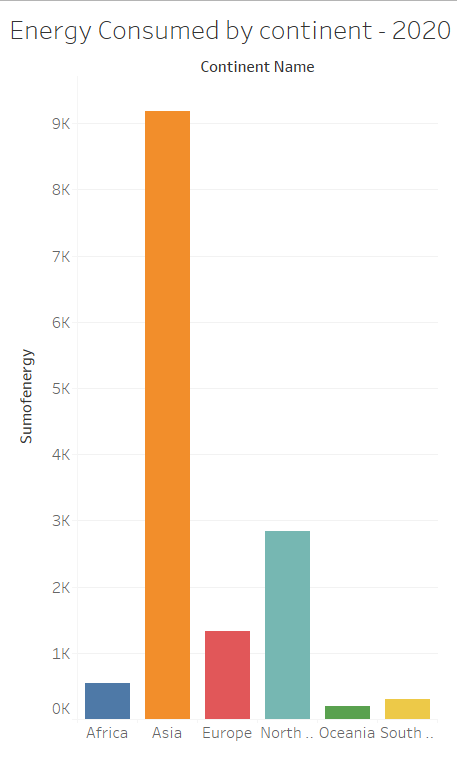 Energy Consumed by continent - 2020
Continent Name
9K
8K
7K
6K
5K
4K
3K
2K
1K
0K
Sumofenergy
Africa Asia Europe North .. Oceania South ..